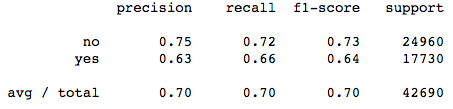 precision recall f1-score support
no 0.75 0.72 0.73 24960
yes 0.63 0.66 0.64 17730
avg / total 0.70 0.70 0.70 42690